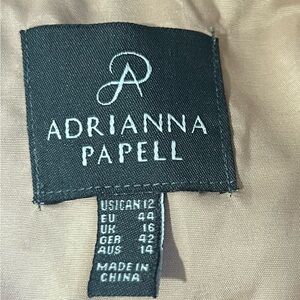 ADRIANNA
PAPELL
US|CAN 12
EU 44
UK 16
GER 42
AUS 14
MADE IN
CHINA